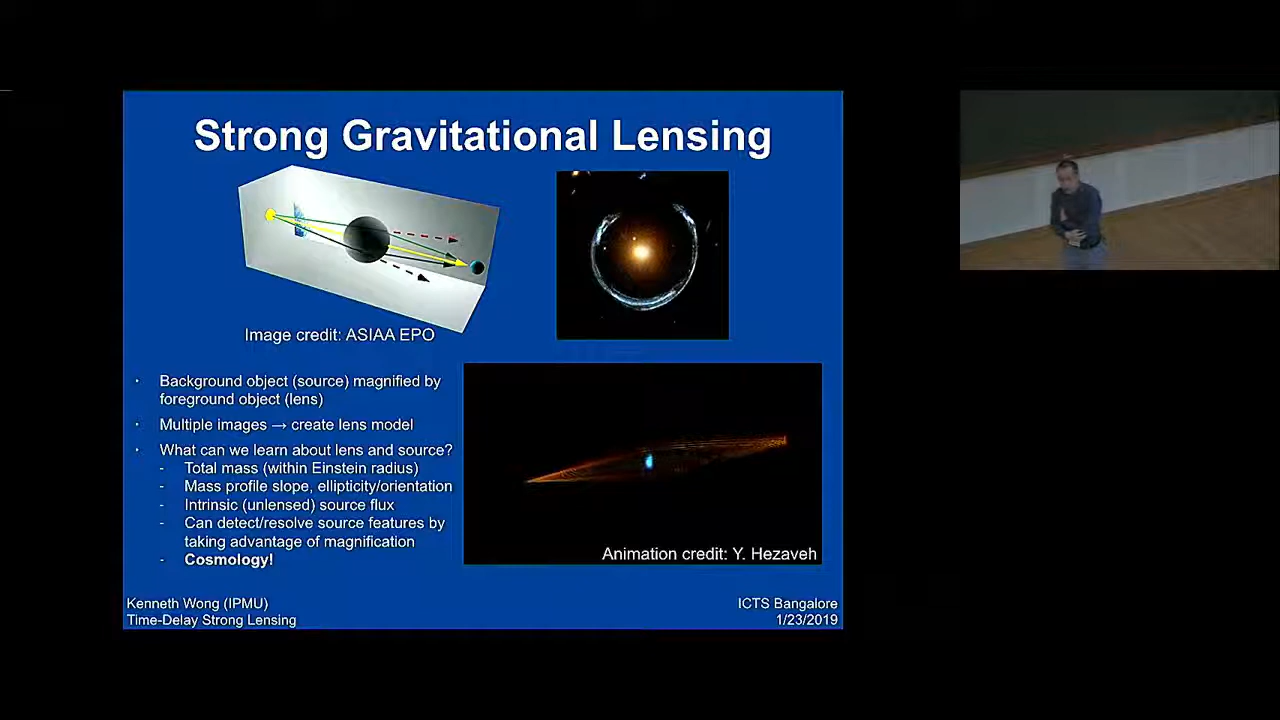 Strong Gravitational Lensing
Image credit: ASIAA EPO
· Background object (source) magnified by
foreground object (lens)
· Multiple images → create lens model
· What can we learn about lens and source?
- Total mass (within Einstein radius)
- Mass profile slope, ellipticity/orientation
- Intrinsic (unlensed) source flux
- Can detect/resolve source features by
taking advantage of magnification
- Cosmology!
Animation credit: Y. Hezaveh
Kenneth Wong (IPMU)
Time-Delay Strong Lensing
ICTS Bangalore
1/23/2019